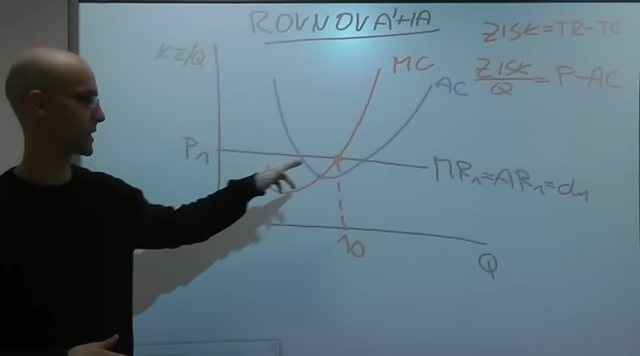 ROVNOVÁHA
ZISK = TR - TC
Kč/Q
MC
ZISK/Q = P - AC
AC
P1
MR1 = AR1 = d1
10
Q